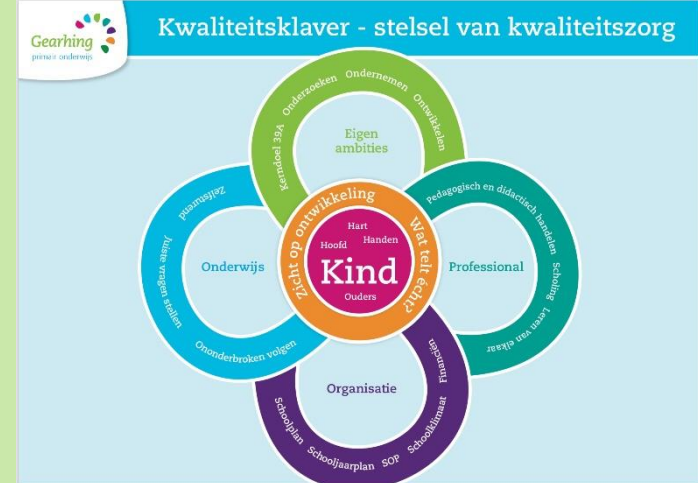 Gearhing
primair onderwijs
Kwaliteitsklaver - stelsel van kwaliteitszorg
Kerndoel 39A Onderzoeken Ondernemen Ontwikkelen
Eigen
ambities
Zelfsturend
Juiste vragen stellen
Ononderbroken volgen
Onderwijs
Zicht op ontwikkeling
Wat telt écht?
Hart
Hoofd Handen
Kind
Ouders
Pedagogisch en didactisch handelen Scholing Leren van elkaar
Professional
Organisatie
Schoolplan Schooljaarplan SOP Schoolklimaat Financiën